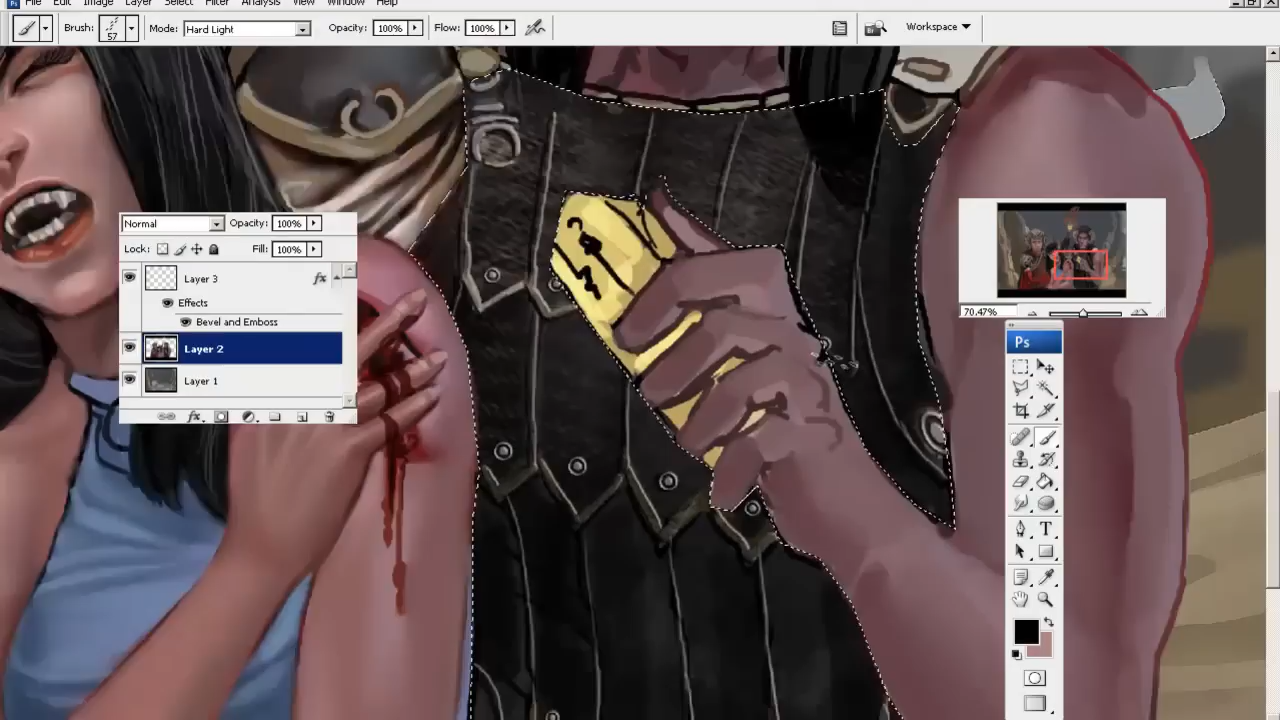 File Edit Image Layer Select Filter Analysis View Window Help
Brush: 57 Mode: Hard Light Opacity: 100% Flow: 100% Workspace
Normal Opacity: 100%
Lock: Fill: 100%
Layer 3 fx
Effects
Bevel and Emboss
Layer 2
Layer 1
70.47%
Ps
T